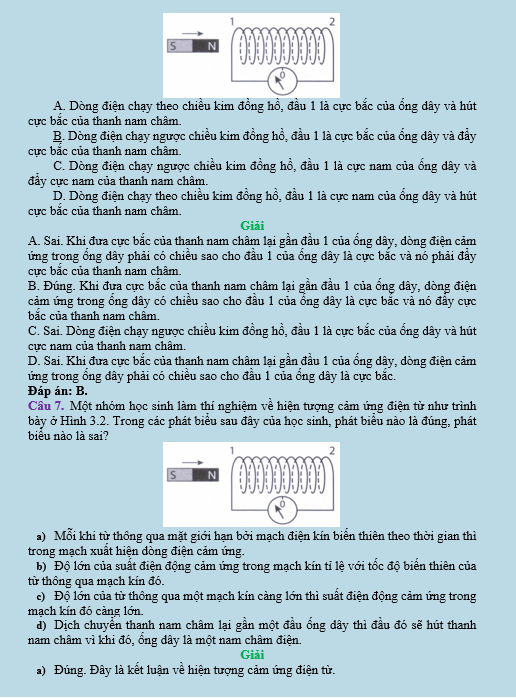 1 2
S N
0
A. Dòng điện chạy theo chiều kim đồng hồ, đầu 1 là cực bắc của ống dây và hút
cực bắc của thanh nam châm.
B. Dòng điện chạy ngược chiều kim đồng hồ, đầu 1 là cực bắc của ống dây và đẩy
cực bắc của thanh nam châm.
C. Dòng điện chạy ngược chiều kim đồng hồ, đầu 1 là cực nam của ống dây và
đẩy cực nam của thanh nam châm.
D. Dòng điện chạy theo chiều kim đồng hồ, đầu 1 là cực nam của ống dây và hút
cực bắc của thanh nam châm.
Giải
A. Sai. Khi đưa cực bắc của thanh nam châm lại gần đầu 1 của ống dây, dòng điện cảm
ứng trong ống dây phải có chiều sao cho đầu 1 của ống dây là cực bắc và nó phải đẩy
cực bắc của thanh nam châm.
B. Đúng. Khi đưa cực bắc của thanh nam châm lại gần đầu 1 của ống dây, dòng điện
cảm ứng trong ống dây có chiều sao cho đầu 1 của ống dây là cực bắc và nó đẩy cực
bắc của thanh nam châm.
C. Sai. Dòng điện chạy ngược chiều kim đồng hồ, đầu 1 là cực bắc của ống dây và hút
cực nam của thanh nam châm.
D. Sai. Khi đưa cực bắc của thanh nam châm lại gần đầu 1 của ống dây, dòng điện cảm
ứng trong ống dây phải có chiều sao cho đầu 1 của ống dây là cực bắc.
Đáp án: B.
Câu 7. Một nhóm học sinh làm thí nghiệm về hiện tượng cảm ứng điện từ như trình
bày ở Hình 3.2. Trong các phát biểu sau đây của học sinh, phát biểu nào là đúng, phát
biểu nào là sai?
1 2
S N
0
a) Mỗi khi từ thông qua mặt giới hạn bởi mạch điện kín biến thiên theo thời gian thì
trong mạch xuất hiện dòng điện cảm ứng.
b) Độ lớn của suất điện động cảm ứng trong mạch kín tỉ lệ với tốc độ biến thiên của
từ thông qua mạch kín đó.
c) Độ lớn của từ thông qua một mạch kín càng lớn thì suất điện động cảm ứng trong
mạch kín đó càng lớn.
d) Dịch chuyển thanh nam châm lại gần một đầu ống dây thì đầu đó sẽ hút thanh
nam châm vì khi đó, ống dây là một nam châm điện.
Giải
a) Đúng. Đây là kết luận về hiện tượng cảm ứng điện từ.